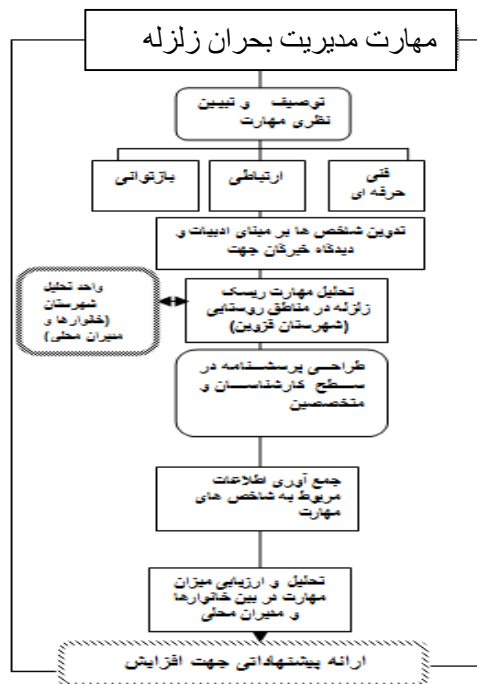 مهارت مدیریت بحران زلزله
توصیف و تبیین
نظری مهارت
فنی
حرفه ای
ارتباطی
بازتوانی
تدوین شاخص ها بر مبنای ادبیات و
دیدگاه خبرگان جهت
تحلیل مهارت ریسک
زلزله در مناطق روستایی
(شهرستان قزوین)
واحد تحلیل
شهرستان
(خانوارها و
مدیران محلی)
طراحی پرسشنامه در
سطح کارشناسان و
متخصصین
جمع آوری اطلاعات
مربوط به شاخص های
مهارت
تحلیل و ارزیابی میزان
مهارت در بین خانوارها
و مدیران محلی
ارائه پیشنهاداتی جهت افزایش